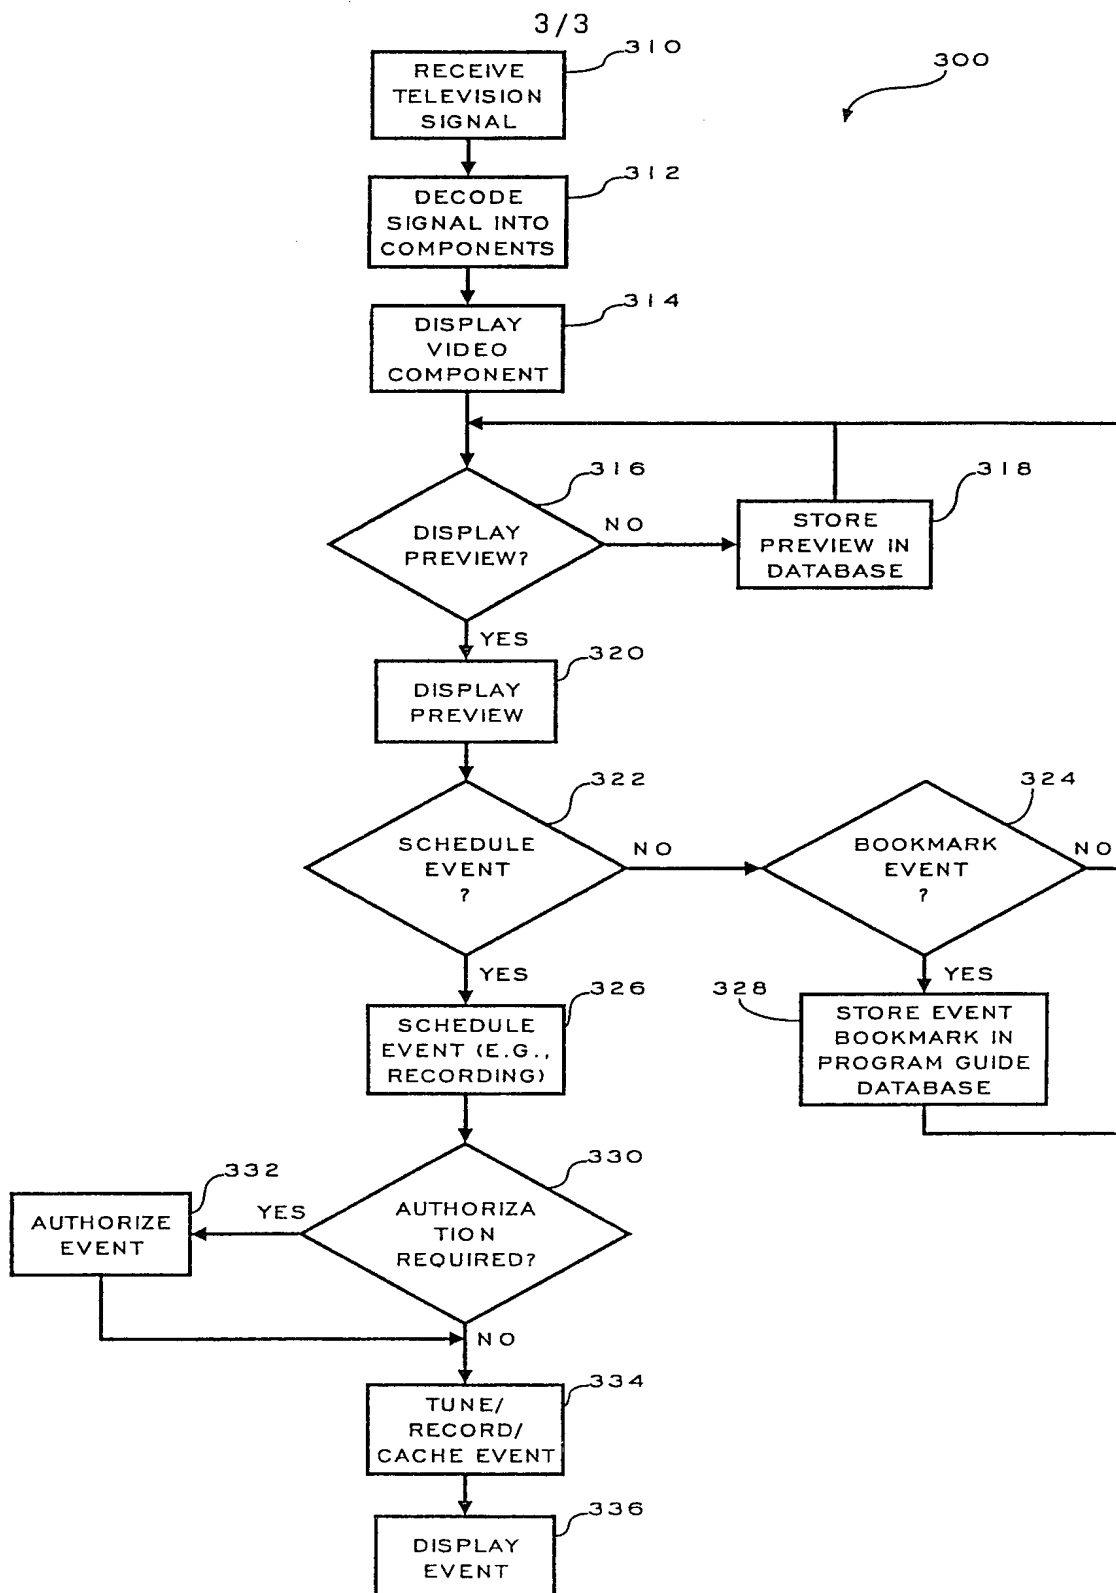 3/3
310
300
RECEIVE
TELEVISION
SIGNAL
312
DECODE
SIGNAL INTO
COMPONENTS
314
DISPLAY
VIDEO
COMPONENT
316
318
DISPLAY
PREVIEW?
NO
STORE
PREVIEW IN
DATABASE
YES
320
DISPLAY
PREVIEW
322
324
SCHEDULE
EVENT
?
NO
BOOKMARK
EVENT
?
NO
YES
YES
326
328
SCHEDULE
EVENT (E.G.,
RECORDING)
STORE EVENT
BOOKMARK IN
PROGRAM GUIDE
DATABASE
330
332
AUTHORIZE
EVENT
YES
AUTHORIZA
TION
REQUIRED?
NO
334
TUNE/
RECORD/
CACHE EVENT
336
DISPLAY
EVENT